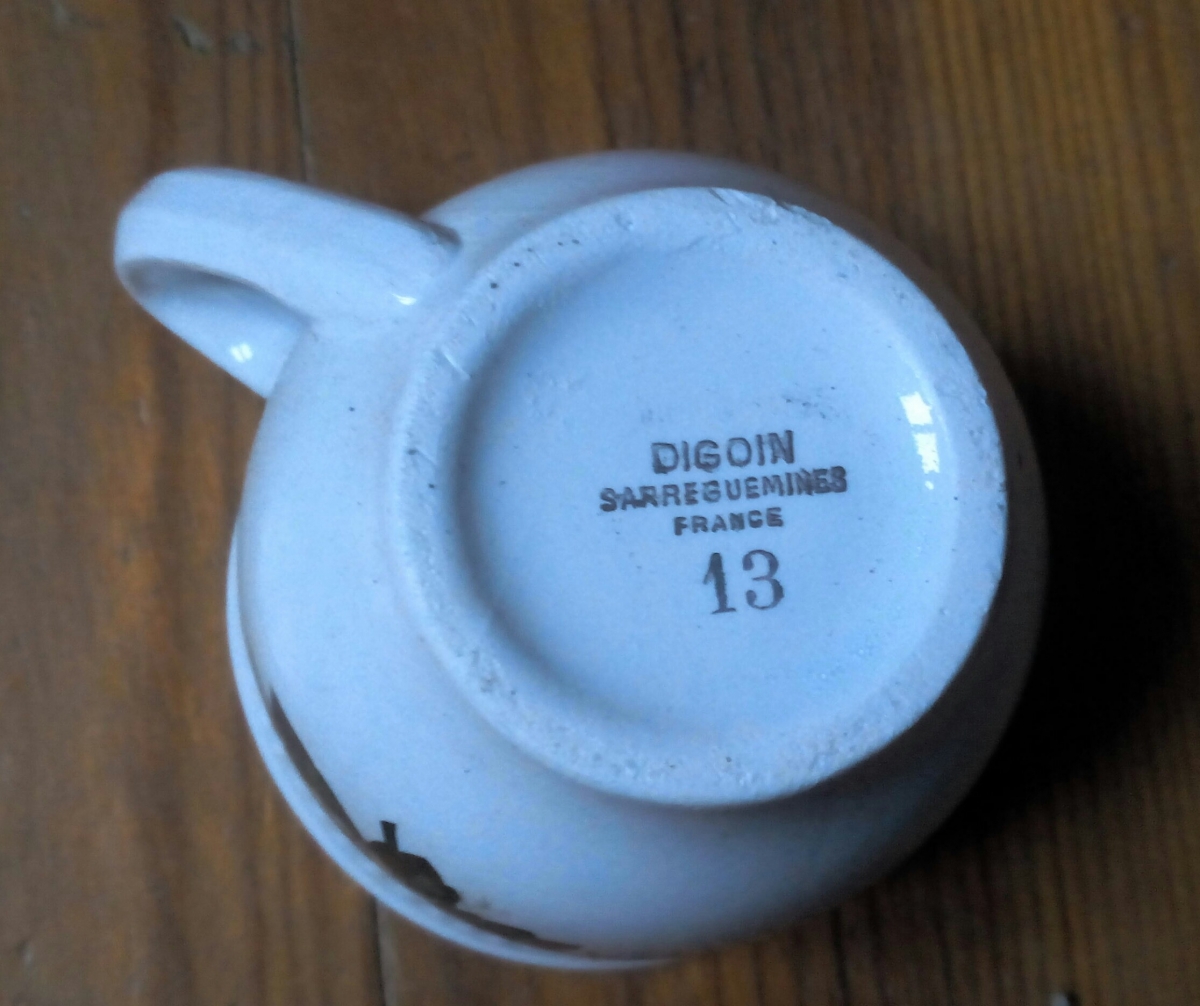 DIGOIN
SARREGUEMINES
FRANCE
13